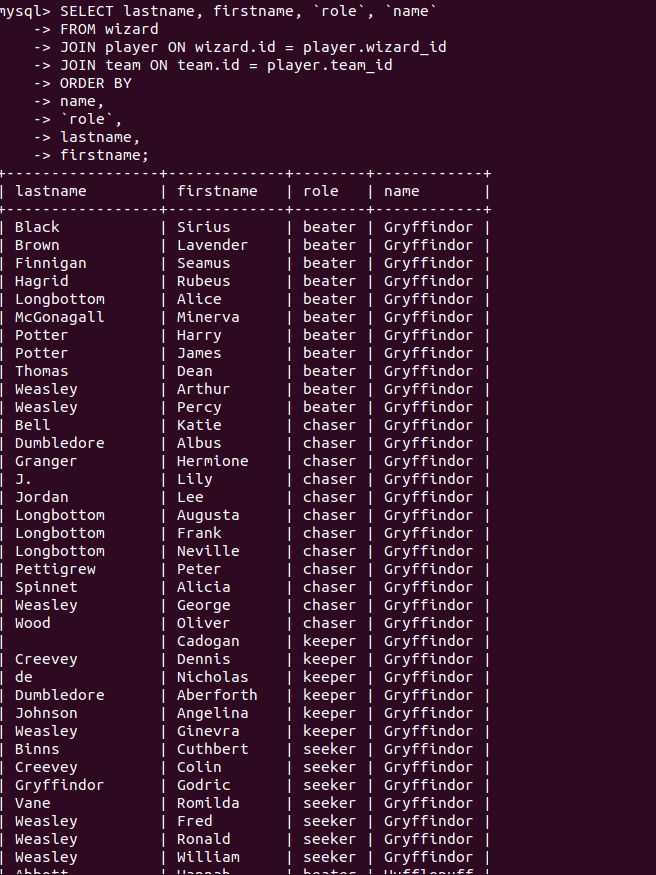 mysql> SELECT lastname, firstname, `role`, `name`
-> FROM wizard
-> JOIN player ON wizard.id = player.wizard_id
-> JOIN team ON team.id = player.team_id
-> ORDER BY
-> name,
-> `role`,
-> lastname,
-> firstname;
+-----------------+-------------+--------+------------+
| lastname | firstname | role | name |
+-----------------+-------------+--------+------------+
| Black | Sirius | beater | Gryffindor |
| Brown | Lavender | beater | Gryffindor |
| Finnigan | Seamus | beater | Gryffindor |
| Hagrid | Rubeus | beater | Gryffindor |
| Longbottom | Alice | beater | Gryffindor |
| McGonagall | Minerva | beater | Gryffindor |
| Potter | Harry | beater | Gryffindor |
| Potter | James | beater | Gryffindor |
| Thomas | Dean | beater | Gryffindor |
| Weasley | Arthur | beater | Gryffindor |
| Weasley | Percy | beater | Gryffindor |
| Bell | Katie | chaser | Gryffindor |
| Dumbledore | Albus | chaser | Gryffindor |
| Granger | Hermione | chaser | Gryffindor |
| J. | Lily | chaser | Gryffindor |
| Jordan | Lee | chaser | Gryffindor |
| Longbottom | Augusta | chaser | Gryffindor |
| Longbottom | Frank | chaser | Gryffindor |
| Longbottom | Neville | chaser | Gryffindor |
| Pettigrew | Peter | chaser | Gryffindor |
| Spinnet | Alicia | chaser | Gryffindor |
| Weasley | George | chaser | Gryffindor |
| Wood | Oliver | chaser | Gryffindor |
| | Cadogan | keeper | Gryffindor |
| Creevey | Dennis | keeper | Gryffindor |
| de | Nicholas | keeper | Gryffindor |
| Dumbledore | Aberforth | keeper | Gryffindor |
| Johnson | Angelina | keeper | Gryffindor |
| Weasley | Ginevra | keeper | Gryffindor |
| Binns | Cuthbert | seeker | Gryffindor |
| Creevey | Colin | seeker | Gryffindor |
| Gryffindor | Godric | seeker | Gryffindor |
| Vane | Romilda | seeker | Gryffindor |
| Weasley | Fred | seeker | Gryffindor |
| Weasley | Ronald | seeker | Gryffindor |
| Weasley | William | seeker | Gryffindor |
| Abbott | Hannah | beater | Hufflepuff |